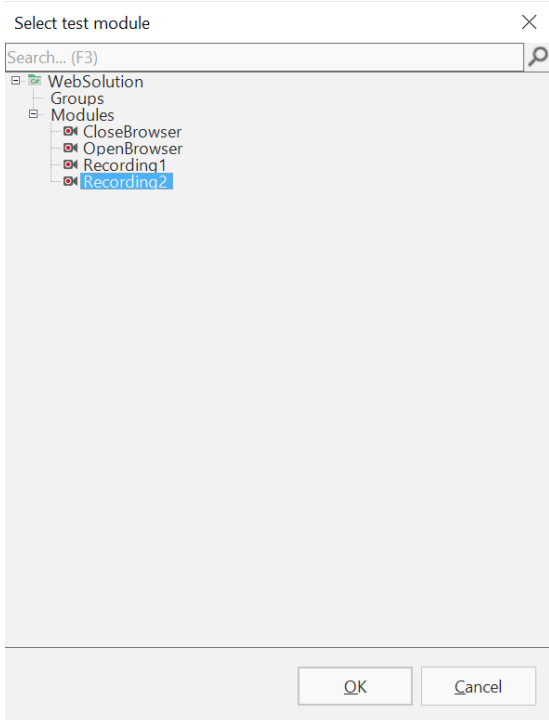 Select test module
Search... (F3)
WebSolution
Groups
Modules
CloseBrowser
OpenBrowser
Recording1
Recording2
OK
Cancel